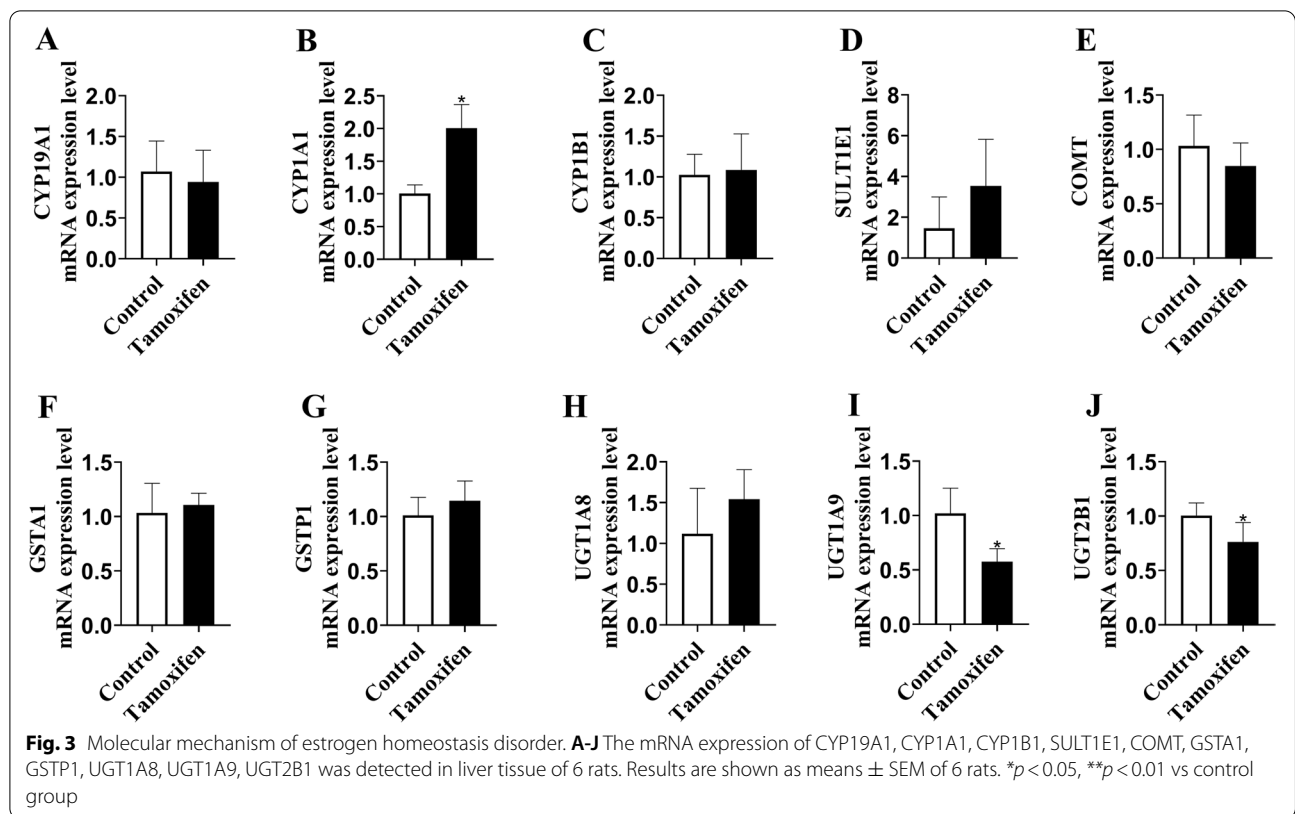 A
CYP19A1
mRNA expression level
2.0
1.5
1.0
0.5
0.0
Control
Tamoxifen
B
CYP1A1
mRNA expression level
2.5
2.0
1.5
1.0
0.5
0.0
*
Control
Tamoxifen
C
CYP1B1
mRNA expression level
2.0
1.5
1.0
0.5
0.0
Control
Tamoxifen
D
SULT1E1
mRNA expression level
8
6
4
2
0
Control
Tamoxifen
E
COMT
mRNA expression level
1.5
1.0
0.5
0.0
Control
Tamoxifen
F
GSTA1
mRNA expression level
1.5
1.0
0.5
0.0
Control
Tamoxifen
G
GSTP1
mRNA expression level
1.5
1.0
0.5
0.0
Control
Tamoxifen
H
UGT1A8
mRNA expression level
2.0
1.5
1.0
0.5
0.0
Control
Tamoxifen
I
UGT1A9
mRNA expression level
1.5
1.0
0.5
0.0
*
Control
Tamoxifen
J
UGT2B1
mRNA expression level
1.5
1.0
0.5
0.0
*
Control
Tamoxifen
Fig. 3 Molecular mechanism of estrogen homeostasis disorder. A-J The mRNA expression of CYP19A1, CYP1A1, CYP1B1, SULT1E1, COMT, GSTA1,
GSTP1, UGT1A8, UGT1A9, UGT2B1 was detected in liver tissue of 6 rats. Results are shown as means ± SEM of 6 rats. *p < 0.05, **p < 0.01 vs control
group